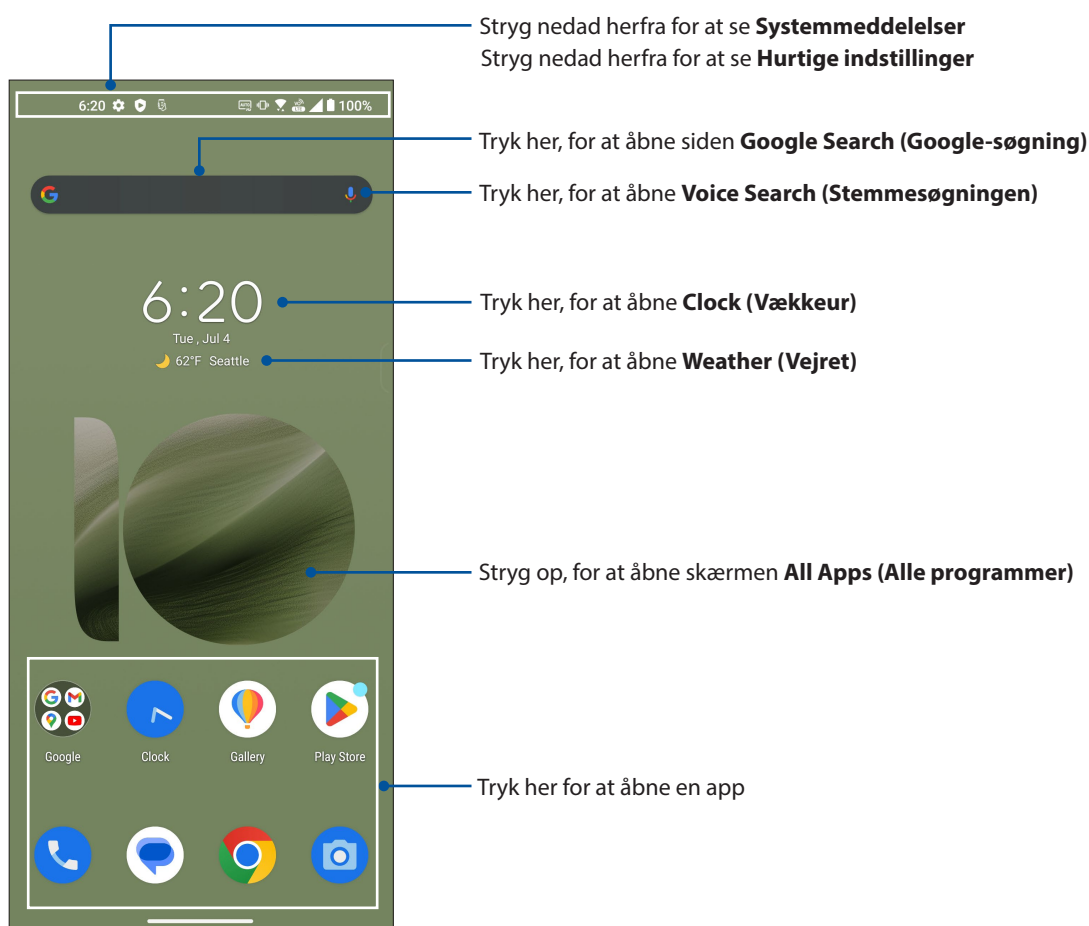 Stryg nedad herfra for at se Systemmeddelelser
Stryg nedad herfra for at se Hurtige indstillinger
6:20 100%
Tryk her, for at åbne siden Google Search (Google-søgning)
Tryk her, for at åbne Voice Search (Stemmesøgningen)
6:20
Tryk her, for at åbne Clock (Vækkeur)
Tue , Jul 4
62°F Seattle
Tryk her, for at åbne Weather (Vejret)
10
Stryg op, for at åbne skærmen All Apps (Alle programmer)
Google Clock Gallery Play Store
Tryk her for at åbne en app